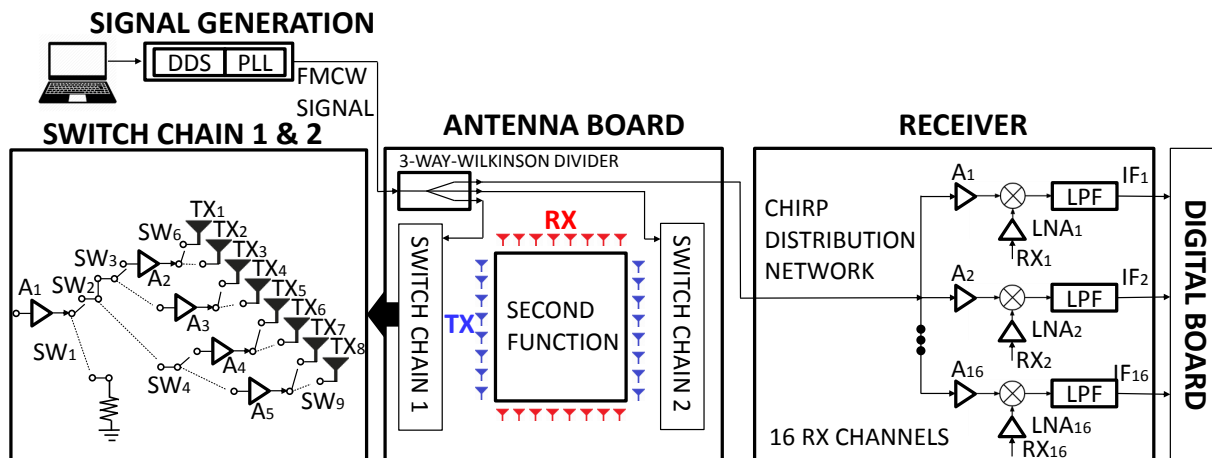 SIGNAL GENERATION
DDS PLL
FMCW
SIGNAL
SWITCH CHAIN 1 & 2
TX1
TX2
TX3
TX4
TX5
TX6
TX7
TX8
SW6
SW3
SW2
A1
A2
A3
SW1
SW4
A4
A5
SW9
ANTENNA BOARD
3-WAY-WILKINSON DIVIDER
RX
TX
SWITCH CHAIN 1
SECOND
FUNCTION
SWITCH CHAIN 2
RECEIVER
CHIRP
DISTRIBUTION
NETWORK
A1
LPF
IF1
LNA1
RX1
A2
LPF
IF2
LNA2
RX2
A16
LPF
IF16
LNA16
RX16
16 RX CHANNELS
DIGITAL BOARD